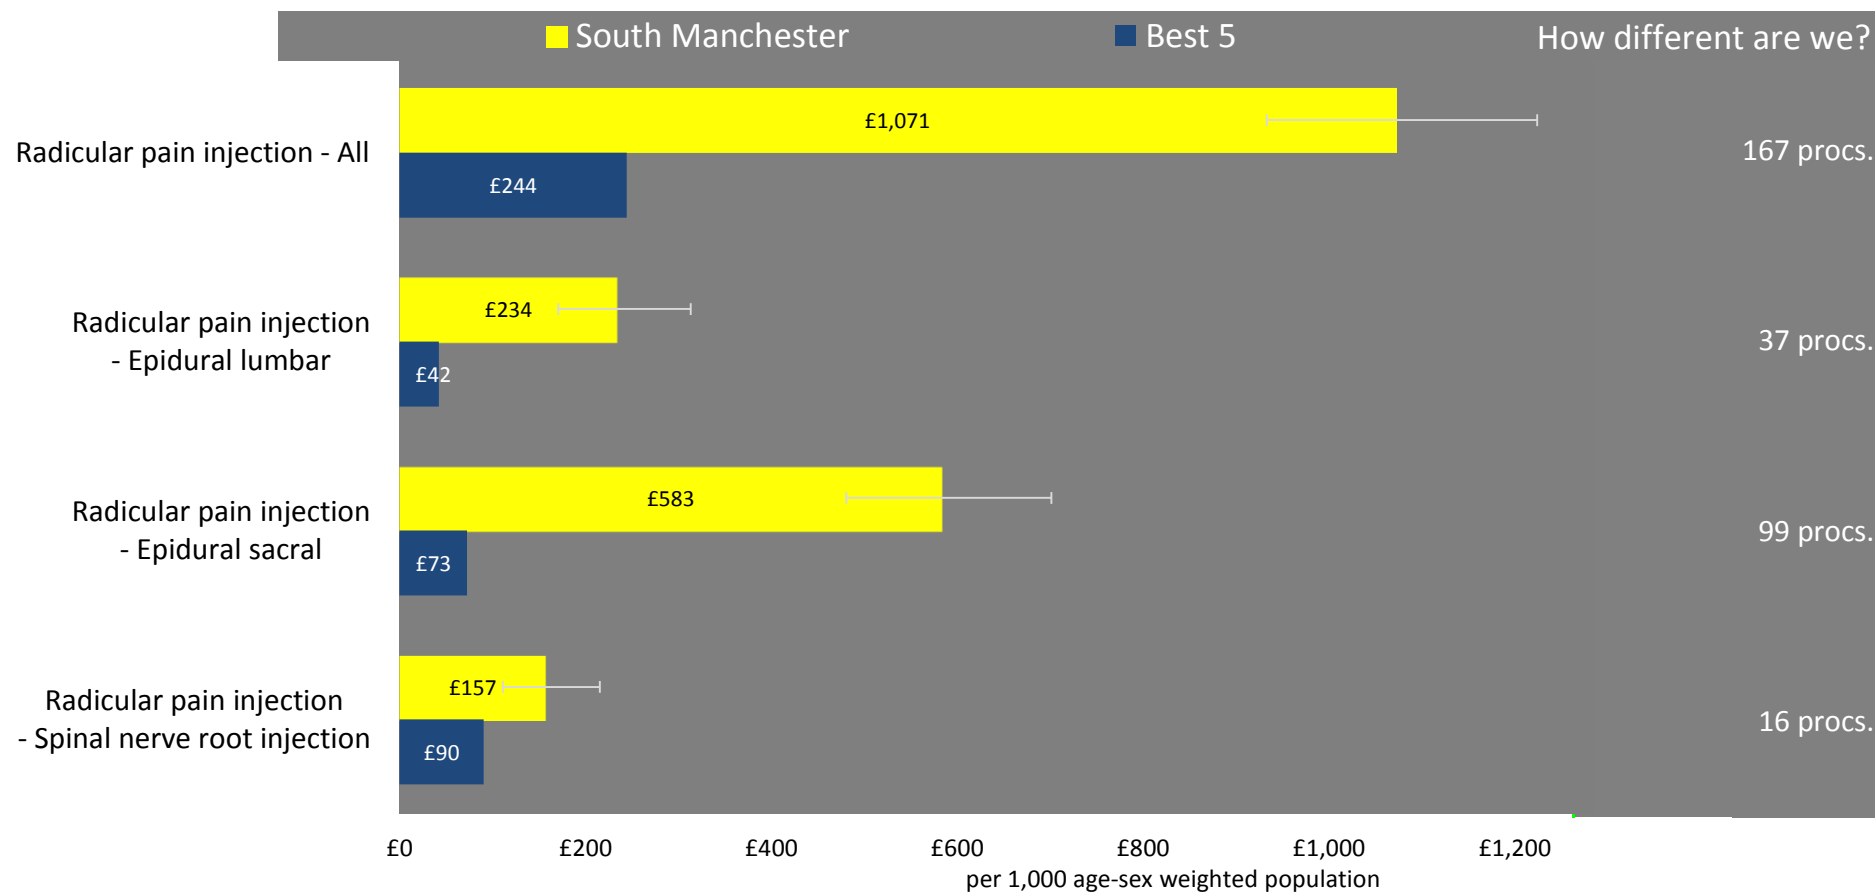 South Manchester Best 5 How different are we?
Radicular pain injection - All £1,071 £244 167 procs.
Radicular pain injection
- Epidural lumbar £234 £42 37 procs.
Radicular pain injection
- Epidural sacral £583 £73 99 procs.
Radicular pain injection
- Spinal nerve root injection £157 £90 16 procs.
£0 £200 £400 £600 £800 £1,000 £1,200
per 1,000 age-sex weighted population